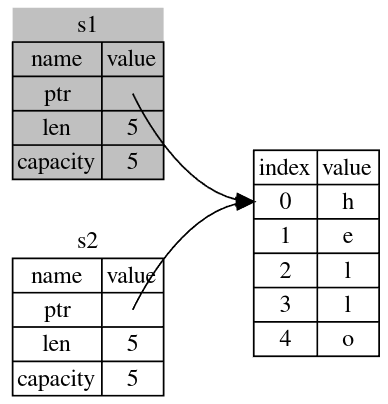 s1
name value
ptr
len 5
capacity 5
s2
name value
ptr
len 5
capacity 5
index value
0 h
1 e
2 l
3 l
4 o